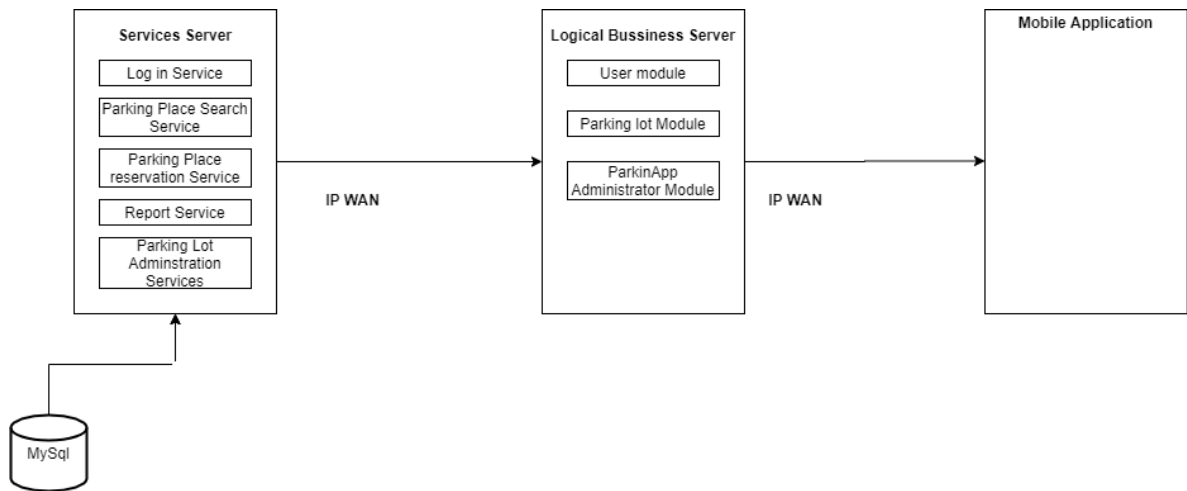 Services Server
Log in Service
Parking Place Search
Service
Parking Place
reservation Service
Report Service
Parking Lot
Adminstration
Services
IP WAN
Logical Bussiness Server
User module
Parking lot Module
ParkinApp
Administrator Module
IP WAN
Mobile Application
MySql